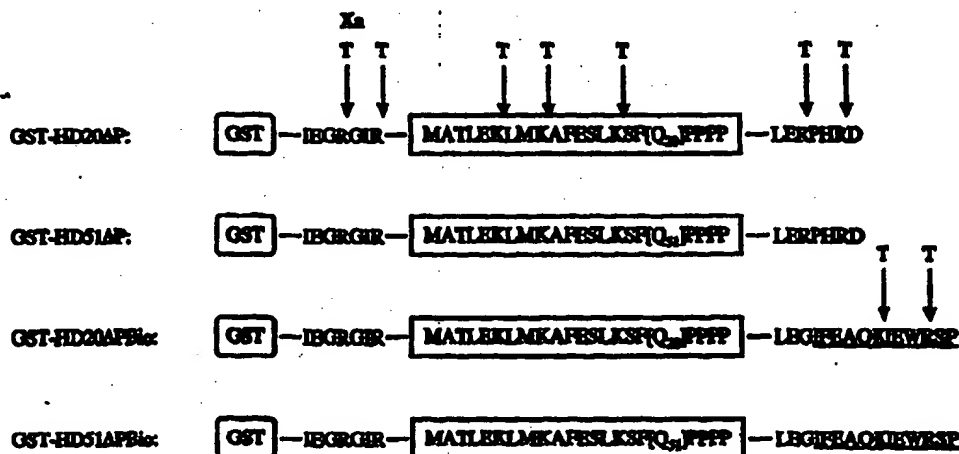 Xa
T T T T T T T
GST-HD20ΔP: GST IEGRGIR MATLEKLMKAFESLKSF[Q20]PPPP LERPHRD
GST-HD51ΔP: GST IEGRGIR MATLEKLMKAFESLKSF[Q51]PPPP LERPHRD
T T
GST-HD20ΔPBio: GST IEGRGIR MATLEKLMKAFESLKSF[Q20]PPPP LEGIFEAQKIEWRSP
GST-HD51ΔPBio: GST IEGRGIR MATLEKLMKAFESLKSF[Q51]PPPP LEGIFEAQKIEWRSP